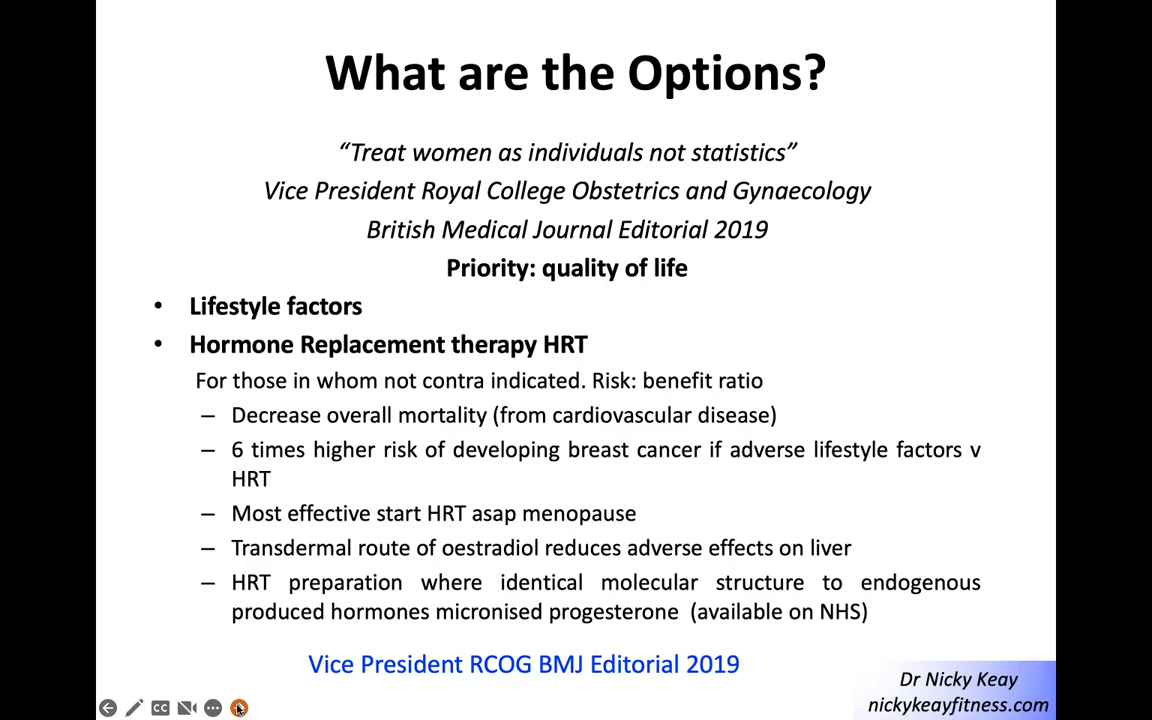 What are the Options?
“Treat women as individuals not statistics”
Vice President Royal College Obstetrics and Gynaecology
British Medical Journal Editorial 2019
Priority: quality of life
• Lifestyle factors
• Hormone Replacement therapy HRT
For those in whom not contra indicated. Risk: benefit ratio
– Decrease overall mortality (from cardiovascular disease)
– 6 times higher risk of developing breast cancer if adverse lifestyle factors v
HRT
– Most effective start HRT asap menopause
– Transdermal route of oestradiol reduces adverse effects on liver
– HRT preparation where identical molecular structure to endogenous
produced hormones micronised progesterone (available on NHS)
Vice President RCOG BMJ Editorial 2019
Dr Nicky Keay
nickykeayfitness.com
CC